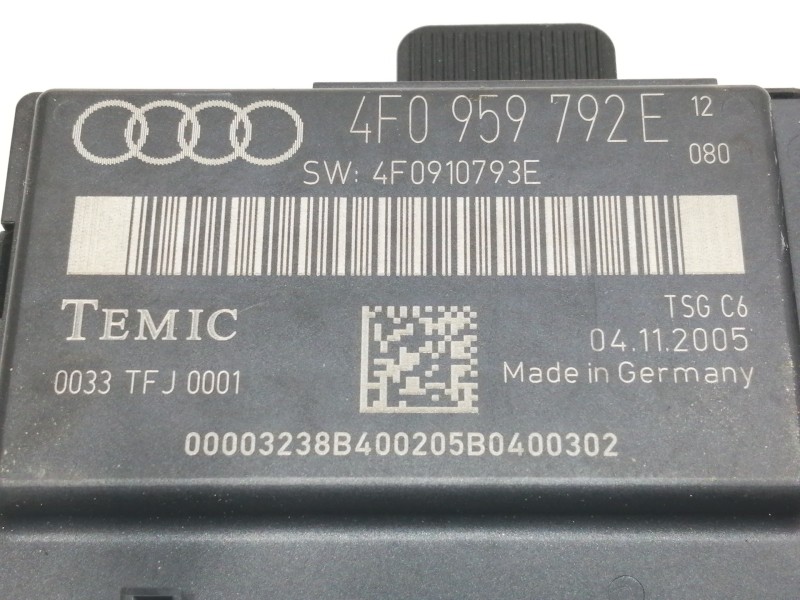 4F0 959 792 E 12
080
SW: 4F0910793E
TEMIC
TSG C6
04.11.2005
0033 TFJ 0001
Made in Germany
00003238B400205B0400302